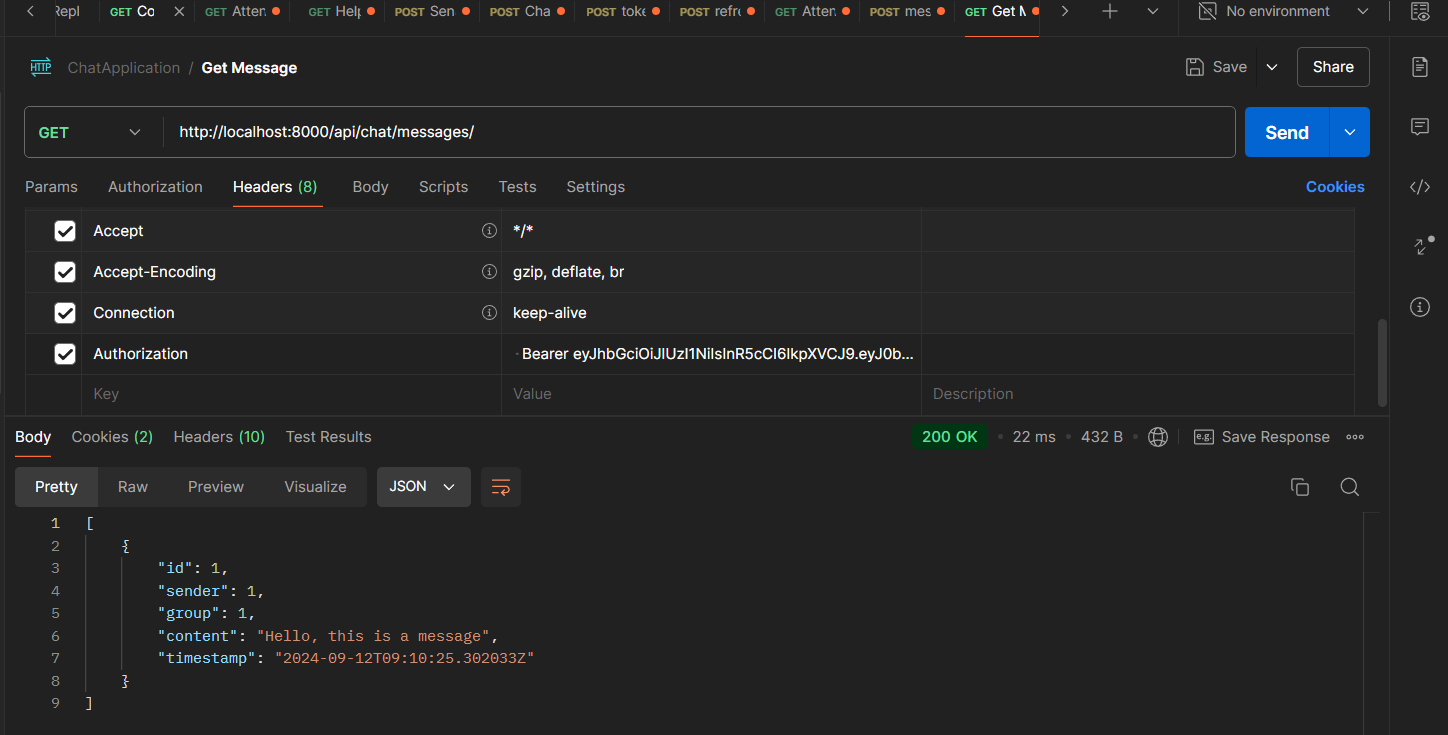 Repl GET Co GET Atten GET Help POST Sen POST Cha POST toke POST refre GET Atten POST mes GET Get M No environment
HTTP ChatApplication / Get Message Save Share
GET http://localhost:8000/api/chat/messages/ Send
Params Authorization Headers (8) Body Scripts Tests Settings Cookies
Accept */*
Accept-Encoding gzip, deflate, br
Connection keep-alive
Authorization Bearer eyJhbGciOiJIUzI1NiIsInR5cCI6IkpXVCJ9.eyJ0b...
Key Value Description
Body Cookies (2) Headers (10) Test Results 200 OK • 22 ms • 432 B • e.g. Save Response
Pretty Raw Preview Visualize JSON
1 [
2 {
3 "id": 1,
4 "sender": 1,
5 "group": 1,
6 "content": "Hello, this is a message",
7 "timestamp": "2024-09-12T09:10:25.302033Z"
8 }
9 ]